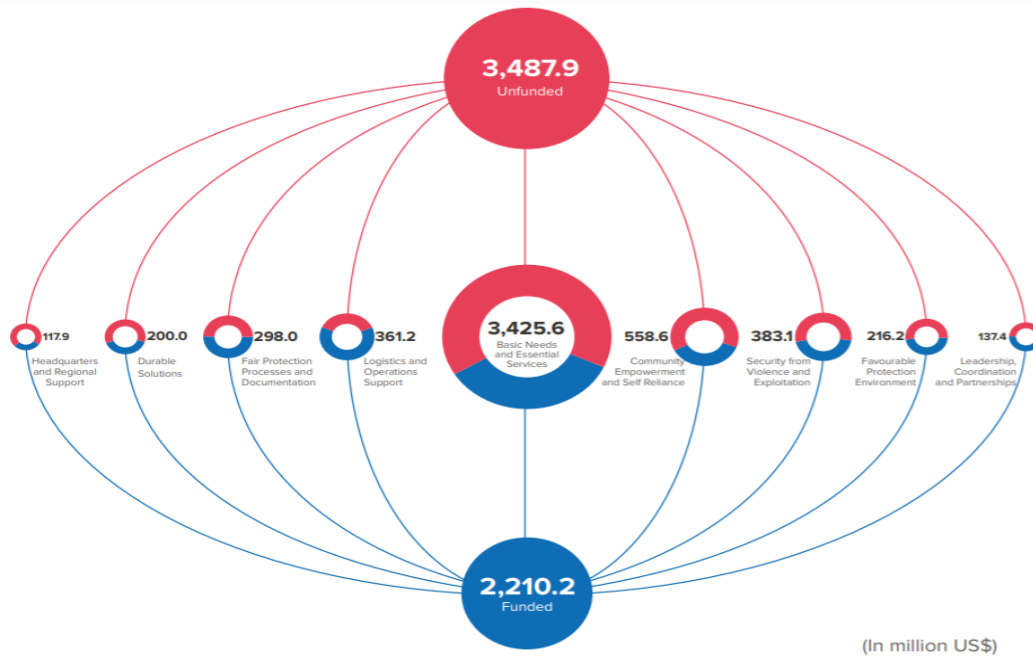 3,487.9
Unfunded
117.9
Headquarters
and Regional
Support
200.0
Durable
Solutions
298.0
Fair Protection
Processes and
Documentation
361.2
Logistics and
Operations
Support
3,425.6
Basic Needs
and Essential
Services
558.6
Community
Empowerment
and Self Reliance
383.1
Security from
Violence and
Exploitation
216.2
Favourable
Protection
Environment
137.4
Leadership,
Coordination
and Partnerships
2,210.2
Funded
(In million US$)